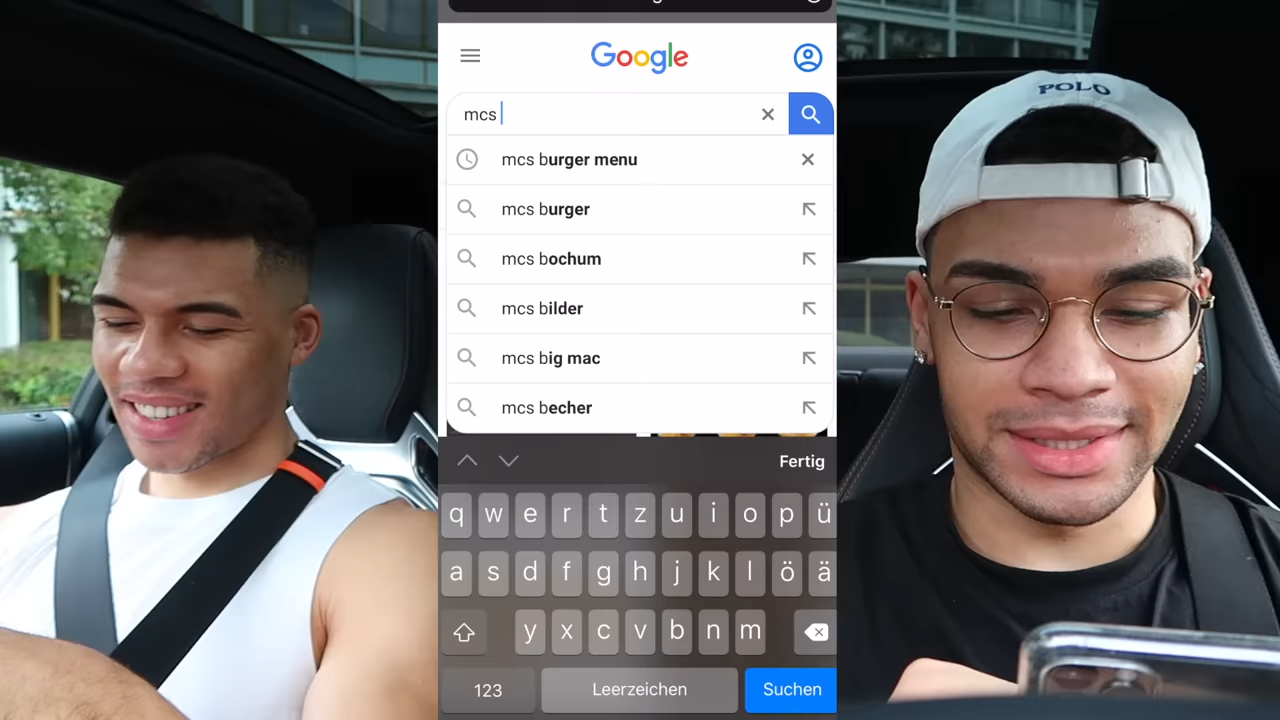 POLO
Google
mcs
mcs burger menu
mcs burger
mcs bochum
mcs bilder
mcs big mac
mcs becher
Fertig
q w e r t z u i o p ü
a s d f g h j k l ö ä
y x c v b n m
123 Leerzeichen Suchen